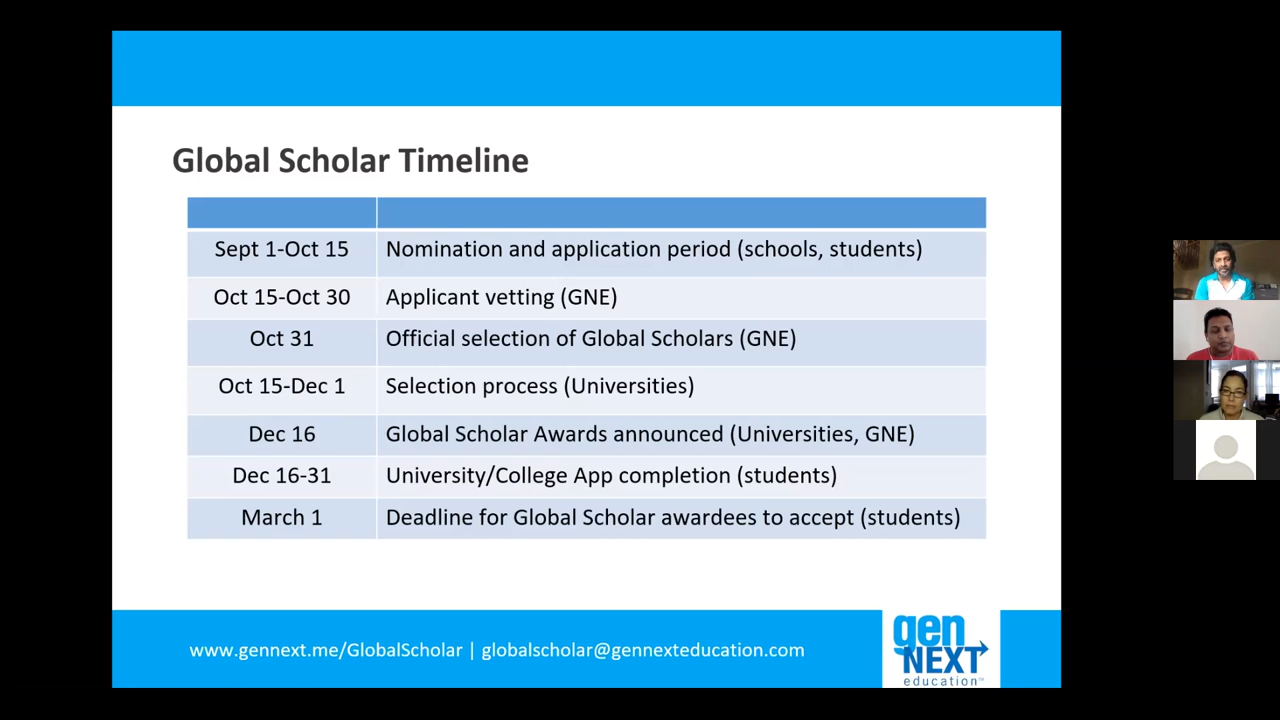 Global Scholar Timeline
Sept 1-Oct 15 Nomination and application period (schools, students)
Oct 15-Oct 30 Applicant vetting (GNE)
Oct 31 Official selection of Global Scholars (GNE)
Oct 15-Dec 1 Selection process (Universities)
Dec 16 Global Scholar Awards announced (Universities, GNE)
Dec 16-31 University/College App completion (students)
March 1 Deadline for Global Scholar awardees to accept (students)
www.gennext.me/GlobalScholar | globalscholar@gennexteducation.com
gen
NEXT
education™